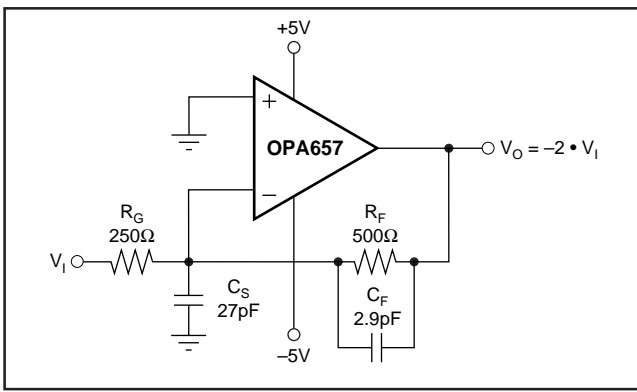 +5V
+
OPA657
V_O = –2 • V_I
–
R_G
250Ω
R_F
500Ω
V_I
C_S
27pF
C_F
2.9pF
–5V